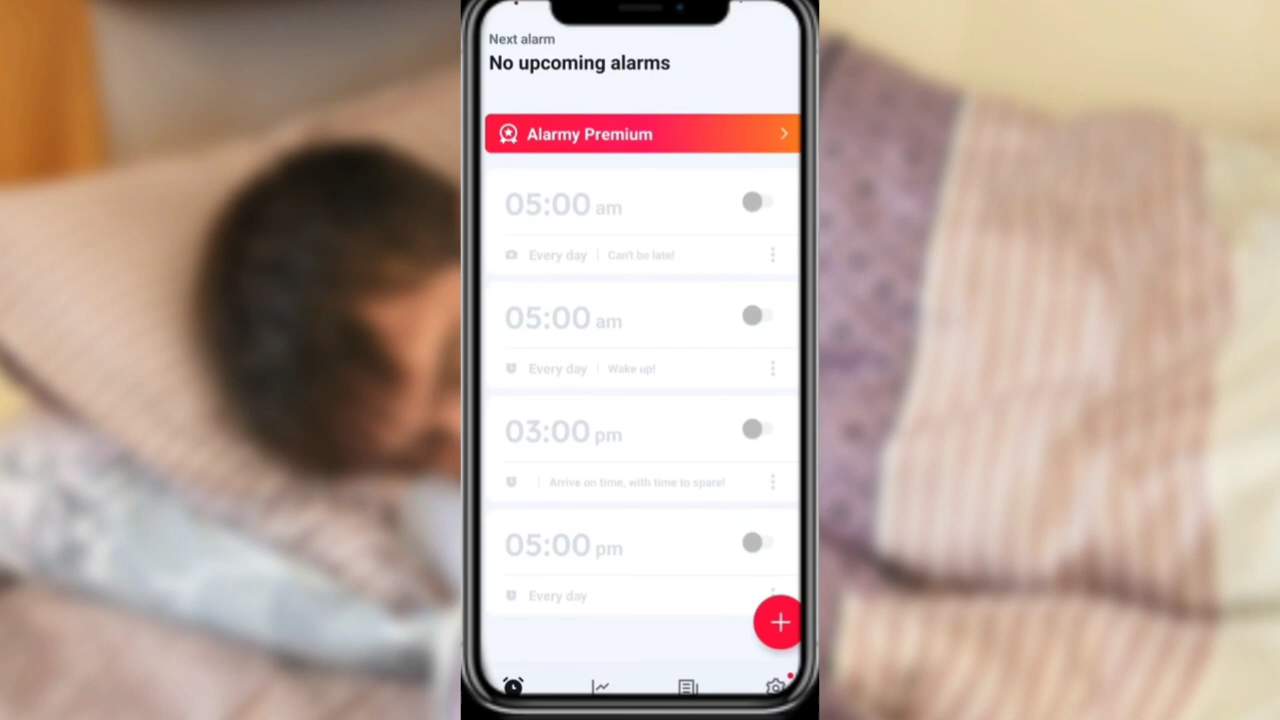 Next alarm
No upcoming alarms
Alarmy Premium
05:00 am
Every day | Can't be late!
05:00 am
Every day | Wake up!
03:00 pm
| Arrive on time, with time to spare!
05:00 pm
Every day